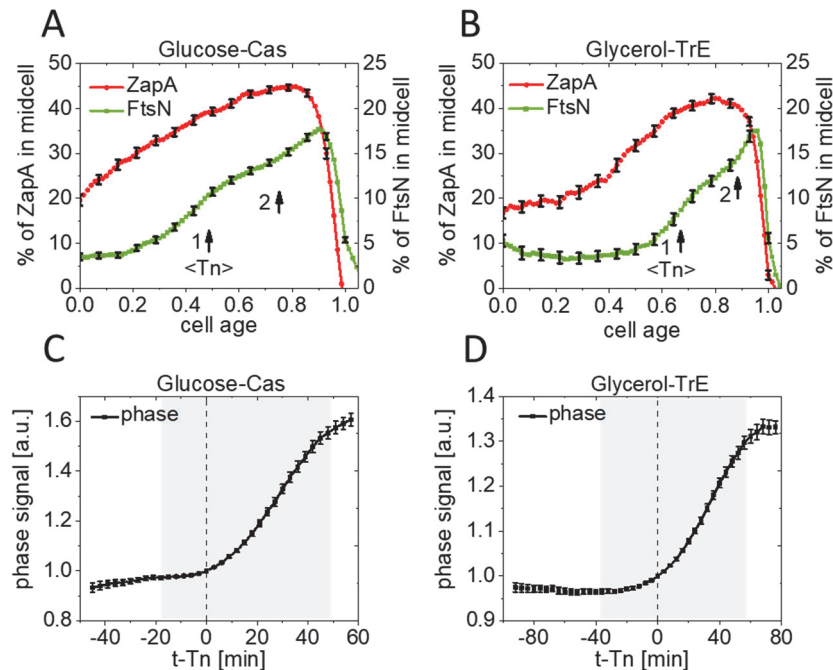 A
Glucose-Cas
% of ZapA in midcell
50
40
30
20
10
0
ZapA
FtsN
1
2
<Tn>
25
20
15
10
5
0
% of FtsN in midcell
0.0 0.2 0.4 0.6 0.8 1.0
cell age
B
Glycerol-TrE
% of ZapA in midcell
50
40
30
20
10
0
ZapA
FtsN
1
2
<Tn>
25
20
15
10
5
0
% of FtsN in midcell
0.0 0.2 0.4 0.6 0.8 1.0
cell age
C
Glucose-Cas
phase signal [a.u.]
1.6
1.4
1.2
1.0
0.8
phase
-40 -20 0 20 40 60
t-Tn [min]
D
Glycerol-TrE
phase signal [a.u.]
1.4
1.3
1.2
1.1
1.0
0.9
phase
-80 -40 0 40 80
t-Tn [min]